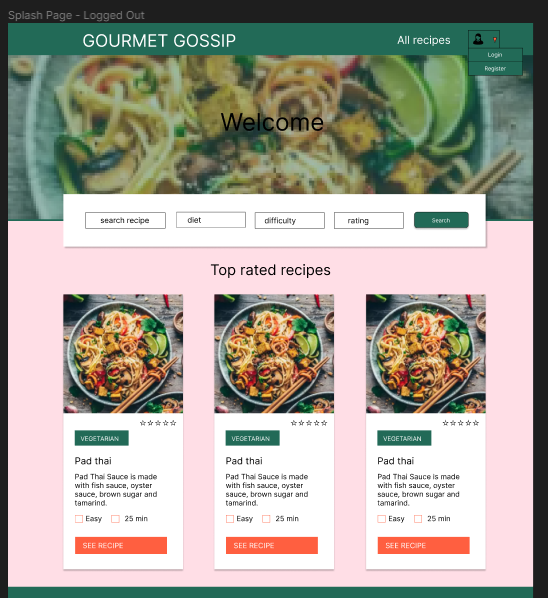 Splash Page - Logged Out
GOURMET GOSSIP
All recipes
Login
Register
Welcome
search recipe
diet
difficulty
rating
Search
Top rated recipes
VEGETARIAN
Pad thai
Pad Thai Sauce is made
with fish sauce, oyster
sauce, brown sugar and
tamarind.
Easy
25 min
SEE RECIPE
VEGETARIAN
Pad thai
Pad Thai Sauce is made
with fish sauce, oyster
sauce, brown sugar and
tamarind.
Easy
25 min
SEE RECIPE
VEGETARIAN
Pad thai
Pad Thai Sauce is made
with fish sauce, oyster
sauce, brown sugar and
tamarind.
Easy
25 min
SEE RECIPE